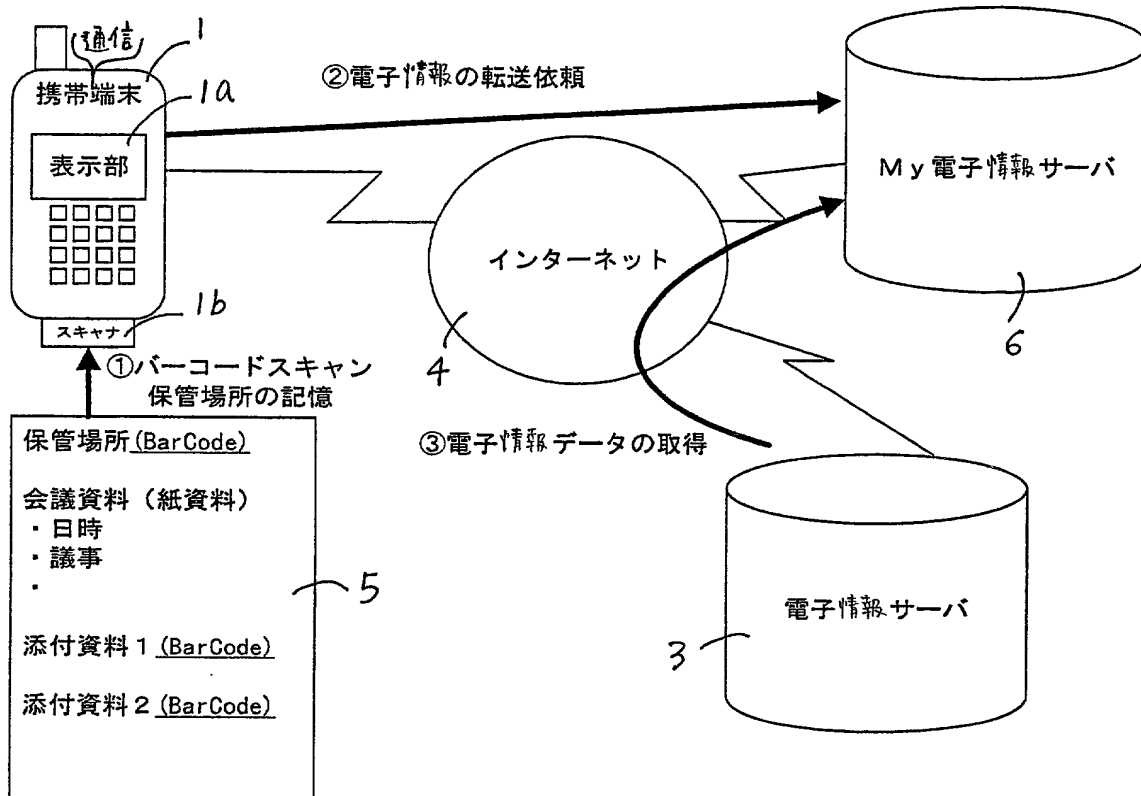 通信
1
携帯端末
1a
表示部
1b
スキャナ
②電子情報の転送依頼
My電子情報サーバ
6
インターネット
4
①バーコードスキャン
保管場所の記憶
③電子情報データの取得
保管場所(BarCode)
会議資料（紙資料）
・日時
・議事
・
添付資料1(BarCode)
添付資料2(BarCode)
5
電子情報サーバ
3